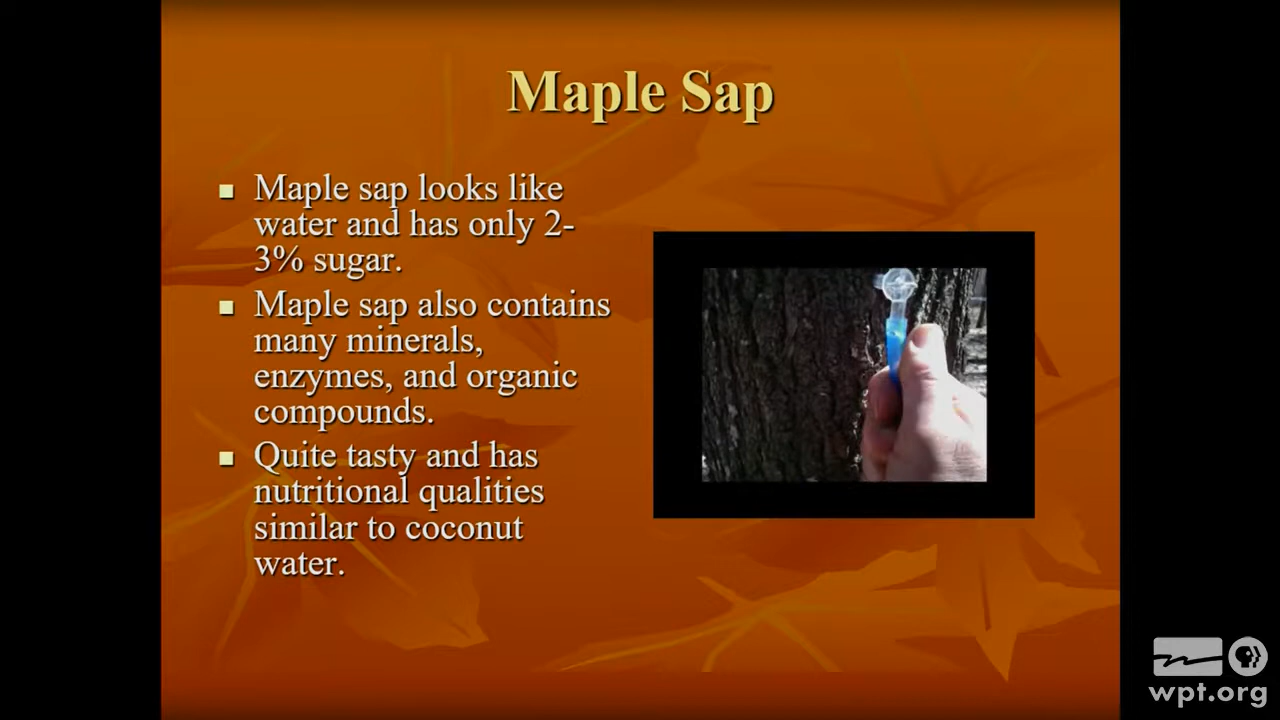 Maple Sap
Maple sap looks like
water and has only 2-
3% sugar.
Maple sap also contains
many minerals,
enzymes, and organic
compounds.
Quite tasty and has
nutritional qualities
similar to coconut
water.
wpt.org